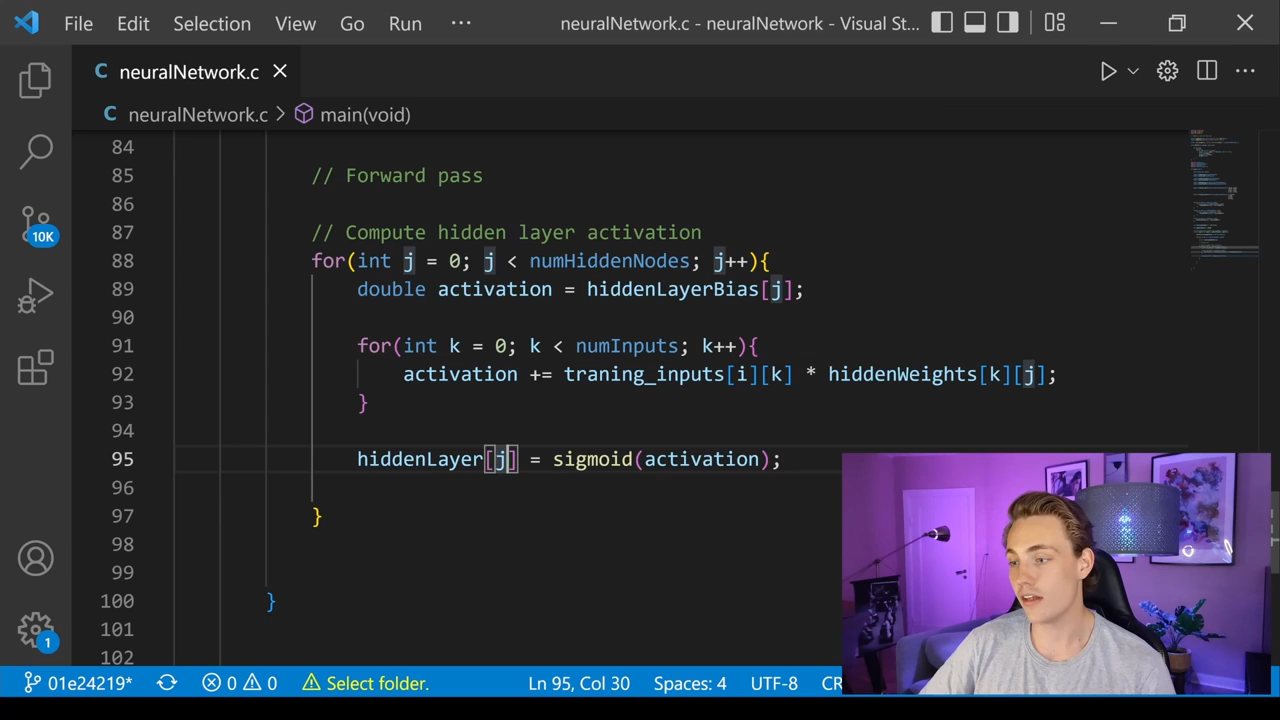 File Edit Selection View Go Run ··· neuralNetwork.c - neuralNetwork - Visual St...
C neuralNetwork.c
C neuralNetwork.c > main(void)
84
85 // Forward pass
86
87 // Compute hidden layer activation
88 for(int j = 0; j < numHiddenNodes; j++){
89 double activation = hiddenLayerBias[j];
90
91 for(int k = 0; k < numInputs; k++){
92 activation += traning_inputs[i][k] * hiddenWeights[k][j];
93 }
94
95 hiddenLayer[j] = sigmoid(activation);
96
97 }
98
99
100 }
101
102
10K
1
01e24219* 0 0 Select folder. Ln 95, Col 30 Spaces: 4 UTF-8